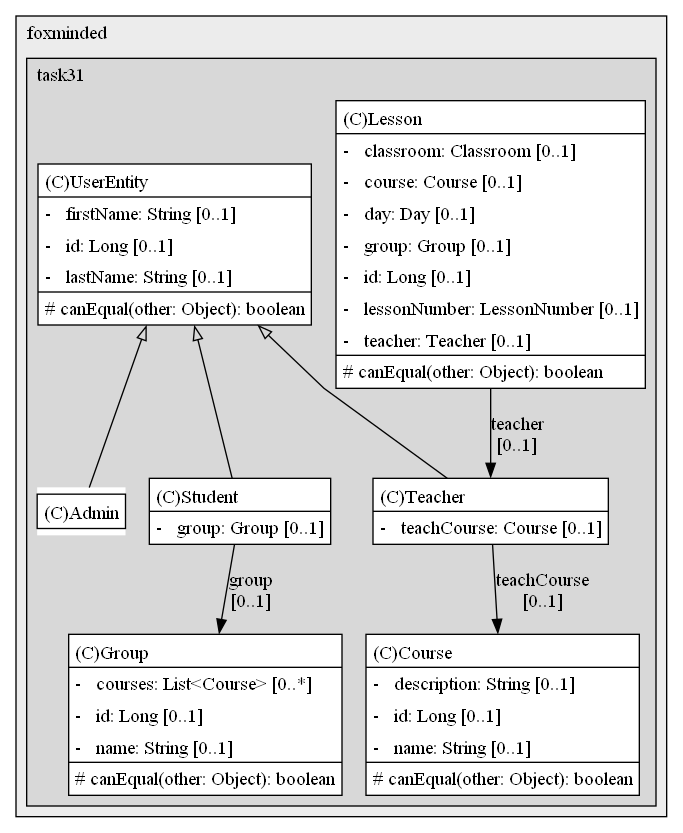 foxminded
task31
(C)Lesson
- classroom: Classroom [0..1]
- course: Course [0..1]
- day: Day [0..1]
- group: Group [0..1]
- id: Long [0..1]
- lessonNumber: LessonNumber [0..1]
- teacher: Teacher [0..1]
# canEqual(other: Object): boolean
(C)UserEntity
- firstName: String [0..1]
- id: Long [0..1]
- lastName: String [0..1]
# canEqual(other: Object): boolean
teacher
[0..1]
(C)Admin
(C)Student
- group: Group [0..1]
(C)Teacher
- teachCourse: Course [0..1]
group
[0..1]
teachCourse
[0..1]
(C)Group
- courses: List<Course> [0..*]
- id: Long [0..1]
- name: String [0..1]
# canEqual(other: Object): boolean
(C)Course
- description: String [0..1]
- id: Long [0..1]
- name: String [0..1]
# canEqual(other: Object): boolean